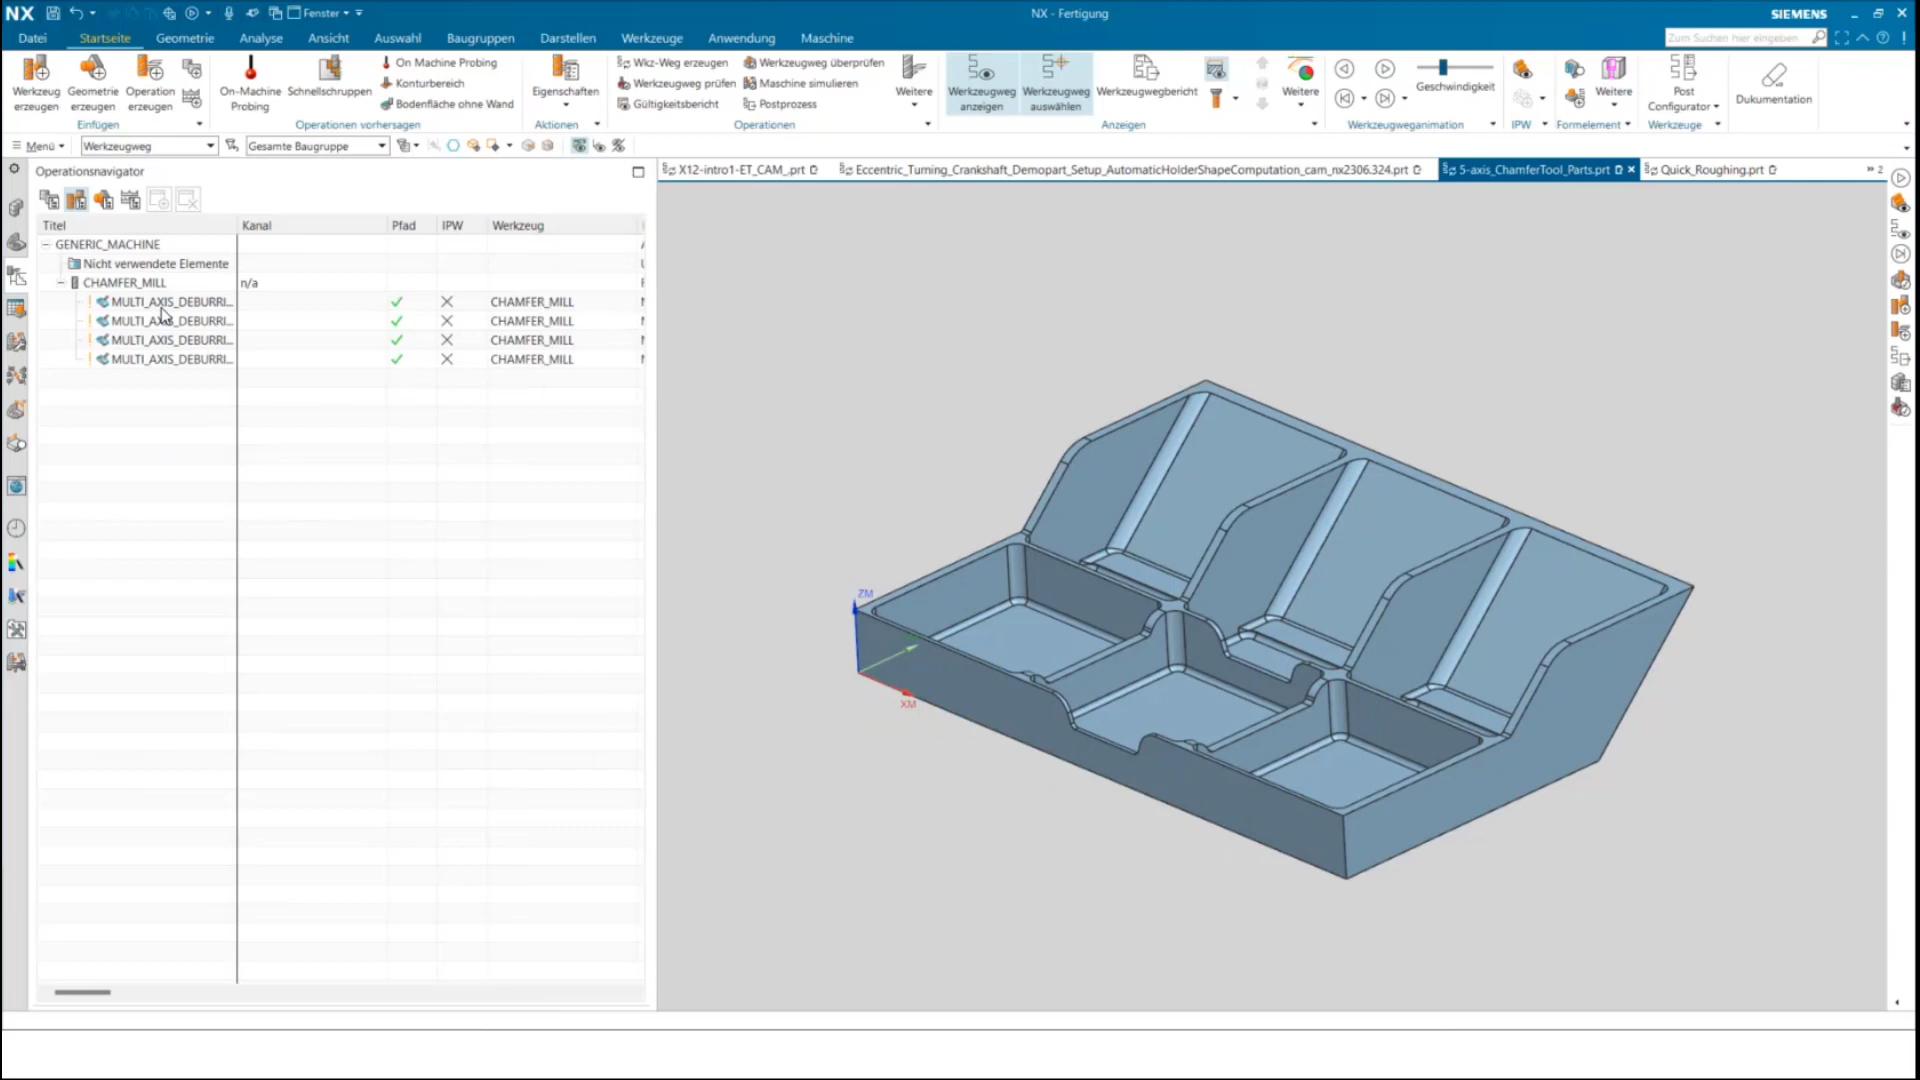 NX Fenster NX - Fertigung SIEMENS
Datei Startseite Geometrie Analyse Ansicht Auswahl Baugruppen Darstellen Werkzeuge Anwendung Maschine Zum Suchen hier eingeben
Werkzeug erzeugen
Geometrie erzeugen
Operation erzeugen
Einfügen
On-Machine Probing
Schnellschruppen
On Machine Probing
Konturbereich
Bodenfläche ohne Wand
Operationen vorhersagen
Eigenschaften
Aktionen
Wkz-Weg erzeugen
Werkzeugweg prüfen
Gültigkeitsbericht
Werkzeugweg überprüfen
Maschine simulieren
Postprozess
Weitere
Operationen
Werkzeugweg anzeigen
Werkzeugweg auswählen
Werkzeugwegbericht
Weitere
Anzeigen
Geschwindigkeit
Werkzeugweganimation
IPW
Weitere
Formelement
Post Configurator
Werkzeuge
Dokumentation
Menü Werkzeugweg Gesamte Baugruppe
Operationsnavigator
X12-intro1-ET_CAM_.prt Eccentric_Turning_Crankshaft_Demopart_Setup_AutomaticHolderShapeComputation_cam_nx2306.324.prt 5-axis_ChamferTool_Parts.prt Quick_Roughing.prt 2
Titel Kanal Pfad IPW Werkzeug
GENERIC_MACHINE
Nicht verwendete Elemente
CHAMFER_MILL n/a
MULTI_AXIS_DEBURRI... CHAMFER_MILL
MULTI_AXIS_DEBURRI... CHAMFER_MILL
MULTI_AXIS_DEBURRI... CHAMFER_MILL
MULTI_AXIS_DEBURRI... CHAMFER_MILL
ZM
XM